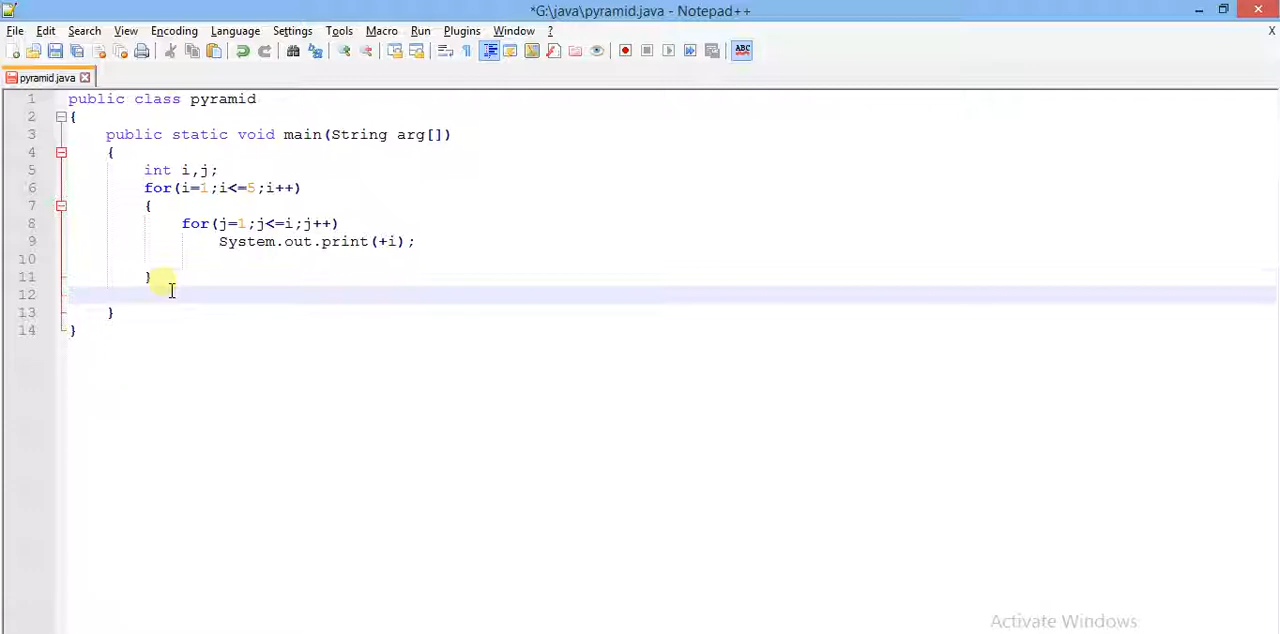 *G:\java\pyramid.java - Notepad++
File Edit Search View Encoding Language Settings Tools Macro Run Plugins Window ? X
ABC
pyramid.java
1 public class pyramid
2 {
3 public static void main(String arg[])
4 {
5 int i,j;
6 for(i=1;i<=5;i++)
7 {
8 for(j=1;j<=i;j++)
9 System.out.print(+i);
10
11 }
12
13 }
14 }
Activate Windows